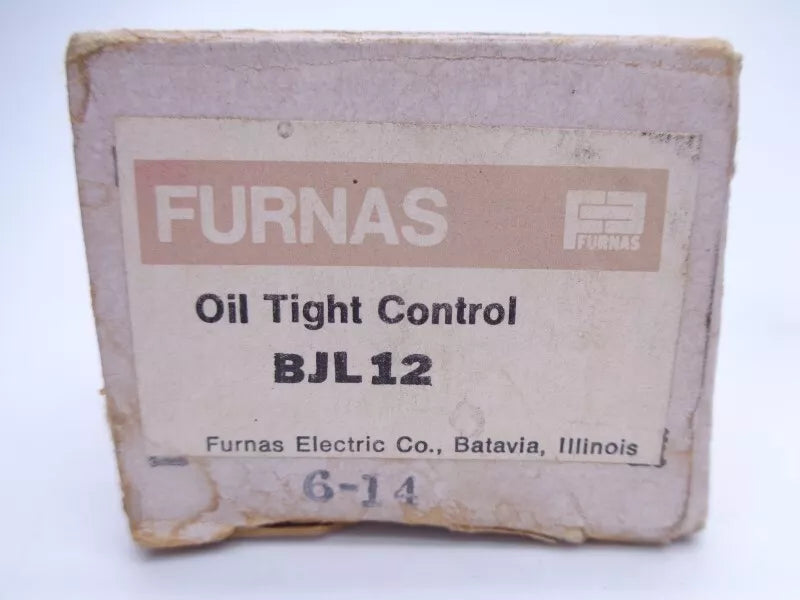 FURNAS
FURNAS
Oil Tight Control
BJL12
Furnas Electric Co., Batavia, Illinois
6-14